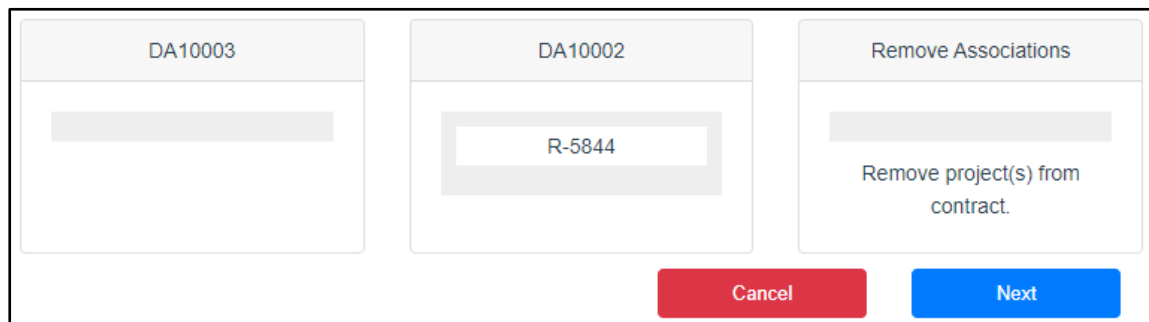 DA10003
DA10002
Remove Associations
R-5844
Remove project(s) from
contract.
Cancel
Next